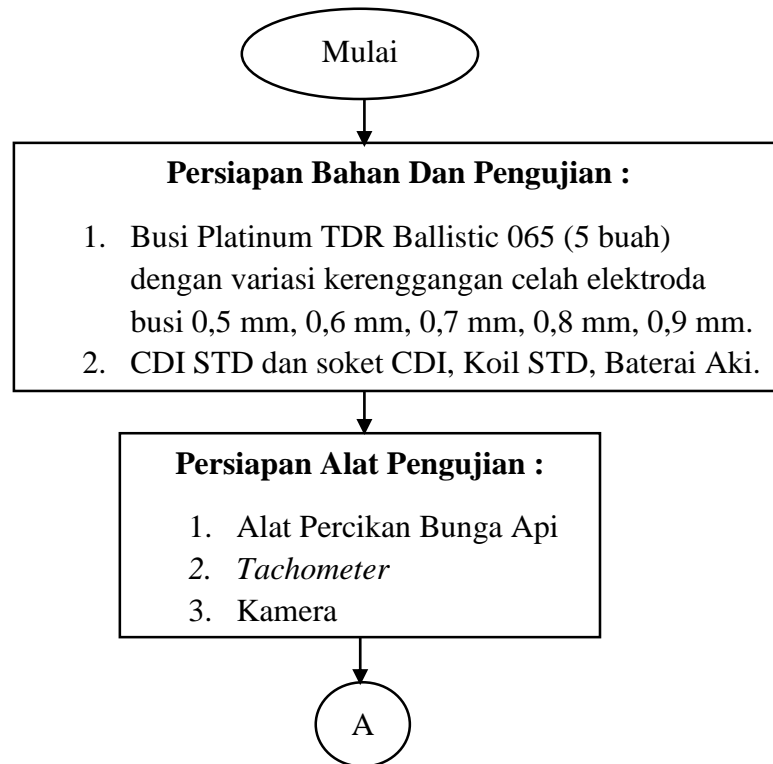 Mulai
Persiapan Bahan Dan Pengujian :
1. Busi Platinum TDR Ballistic 065 (5 buah)
dengan variasi kerenggangan celah elektroda
busi 0,5 mm, 0,6 mm, 0,7 mm, 0,8 mm, 0,9 mm.
2. CDI STD dan soket CDI, Koil STD, Baterai Aki.
Persiapan Alat Pengujian :
1. Alat Percikan Bunga Api
2. Tachometer
3. Kamera
A